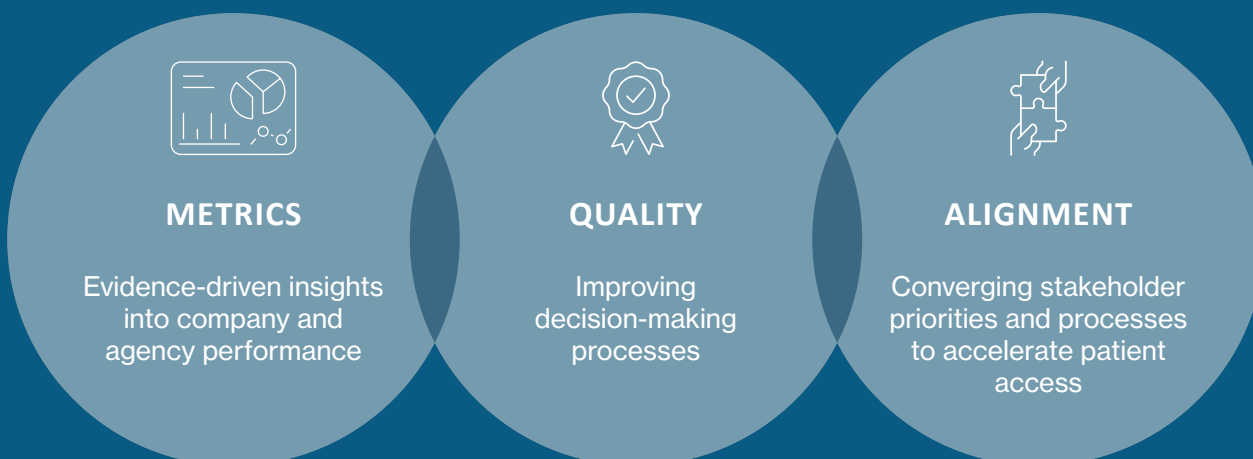 METRICS
Evidence-driven insights
into company and
agency performance
QUALITY
Improving
decision-making
processes
ALIGNMENT
Converging stakeholder
priorities and processes
to accelerate patient
access